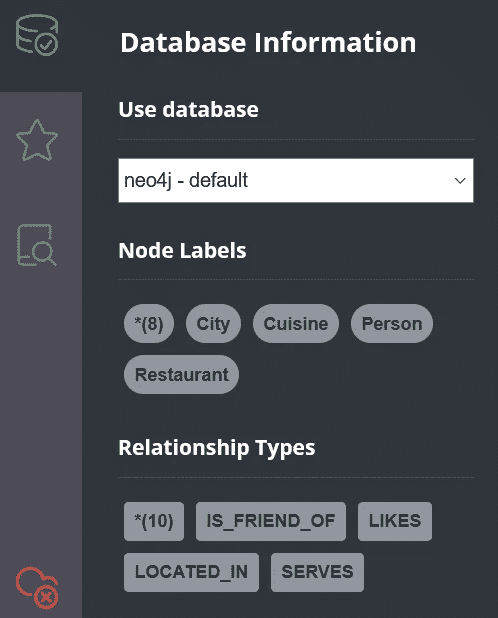 Database Information
Use database
neo4j - default
Node Labels
*(8) City Cuisine Person
Restaurant
Relationship Types
*(10) IS_FRIEND_OF LIKES
LOCATED_IN SERVES